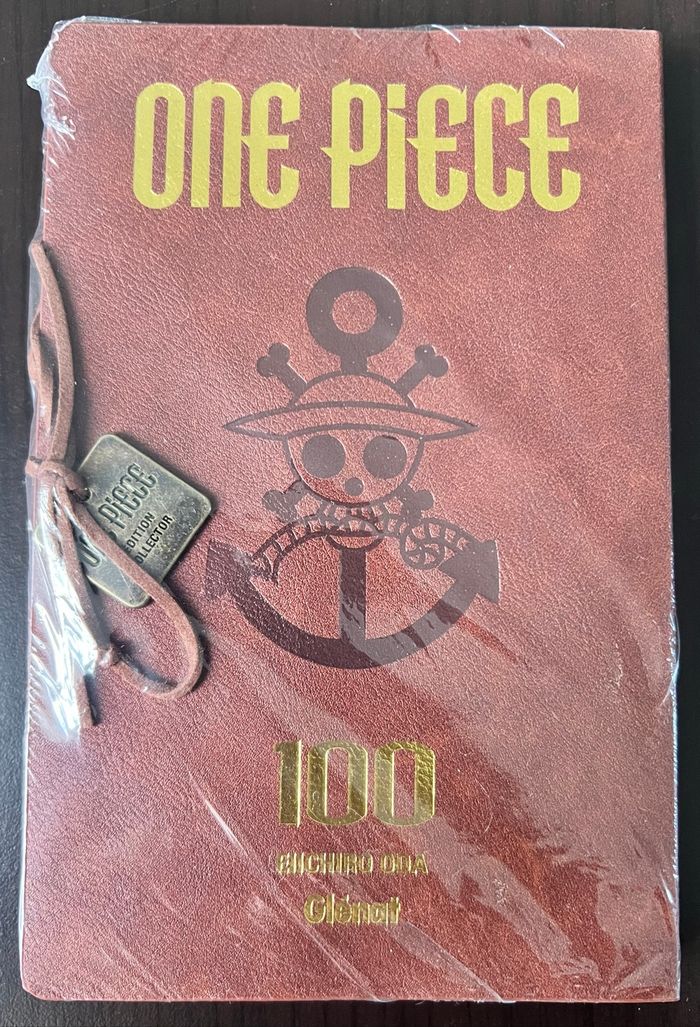 ONE PiECE
ONE PiECE
EDITION
COLLECTOR
100
EIICHIRO ODA
Glénat